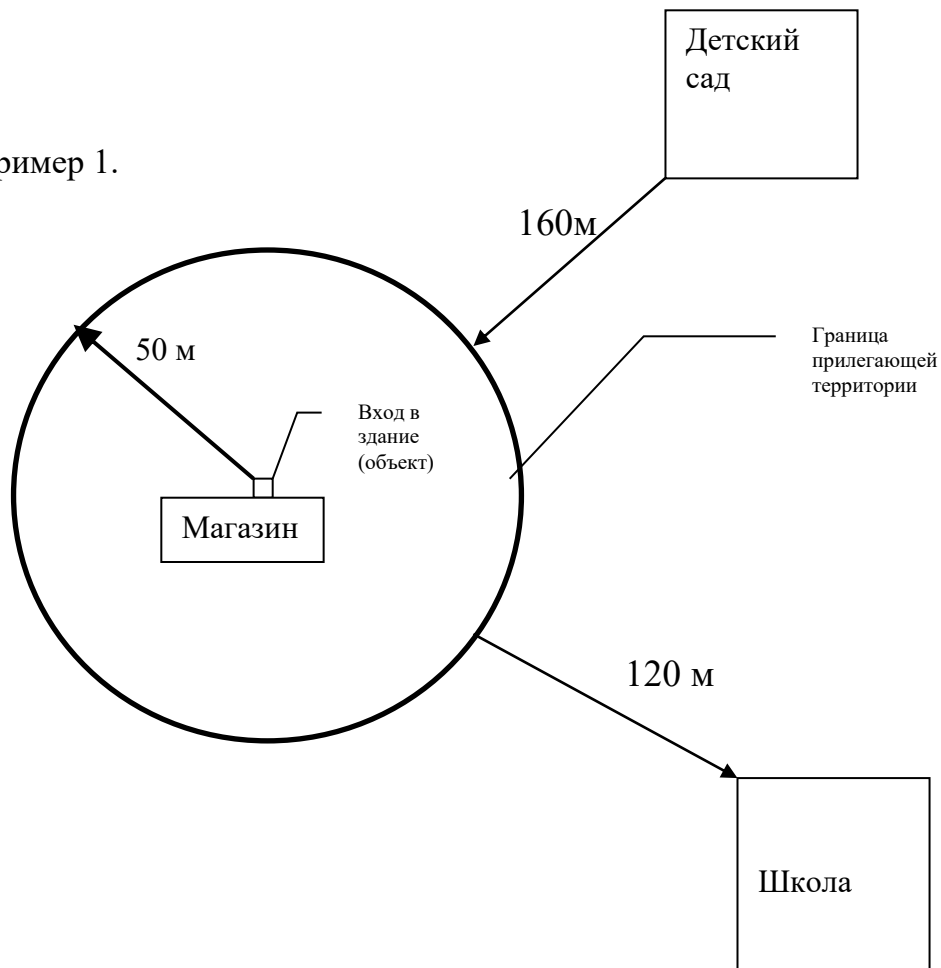 Детский
сад
ример 1.
160м
50 м
Граница
прилегающей
территории
Вход в
здание
(объект)
Магазин
120 м
Школа